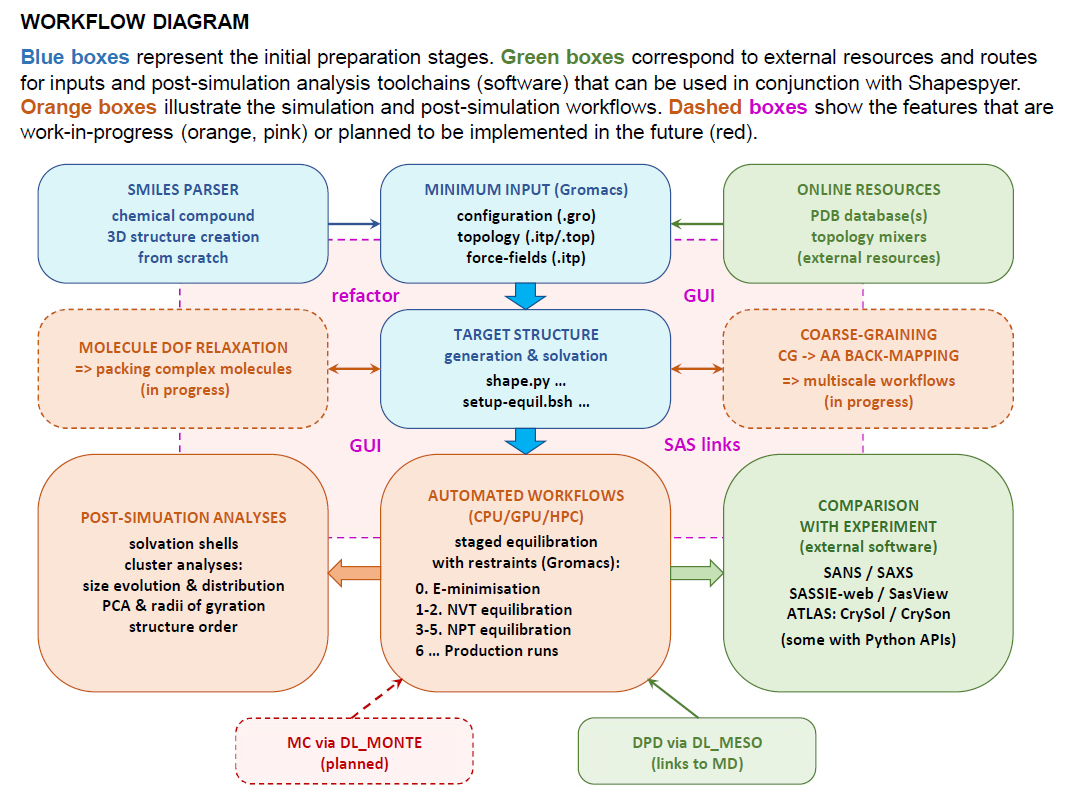 WORKFLOW DIAGRAM
Blue boxes represent the initial preparation stages. Green boxes correspond to external resources and routes
for inputs and post-simulation analysis toolchains (software) that can be used in conjunction with Shapespyer.
Orange boxes illustrate the simulation and post-simulation workflows. Dashed boxes show the features that are
work-in-progress (orange, pink) or planned to be implemented in the future (red).
SMILES PARSER
chemical compound
3D structure creation
from scratch
MINIMUM INPUT (Gromacs)
configuration (.gro)
topology (.itp/.top)
force-fields (.itp)
ONLINE RESOURCES
PDB database(s)
topology mixers
(external resources)
refactor
GUI
MOLECULE DOF RELAXATION
=> packing complex molecules
(in progress)
TARGET STRUCTURE
generation & solvation
shape.py ...
setup-equil.bsh ...
COARSE-GRAINING
CG -> AA BACK-MAPPING
=> multiscale workflows
(in progress)
GUI
SAS links
POST-SIMUATION ANALYSES
solvation shells
cluster analyses:
size evolution & distribution
PCA & radii of gyration
structure order
AUTOMATED WORKFLOWS
(CPU/GPU/HPC)
staged equilibration
with restraints (Gromacs):
0. E-minimisation
1-2. NVT equilibration
3-5. NPT equilibration
6 ... Production runs
COMPARISON
WITH EXPERIMENT
(external software)
SANS / SAXS
SASSIE-web / SasView
ATLAS: CrySol / CrySon
(some with Python APIs)
MC via DL_MONTE
(planned)
DPD via DL_MESO
(links to MD)